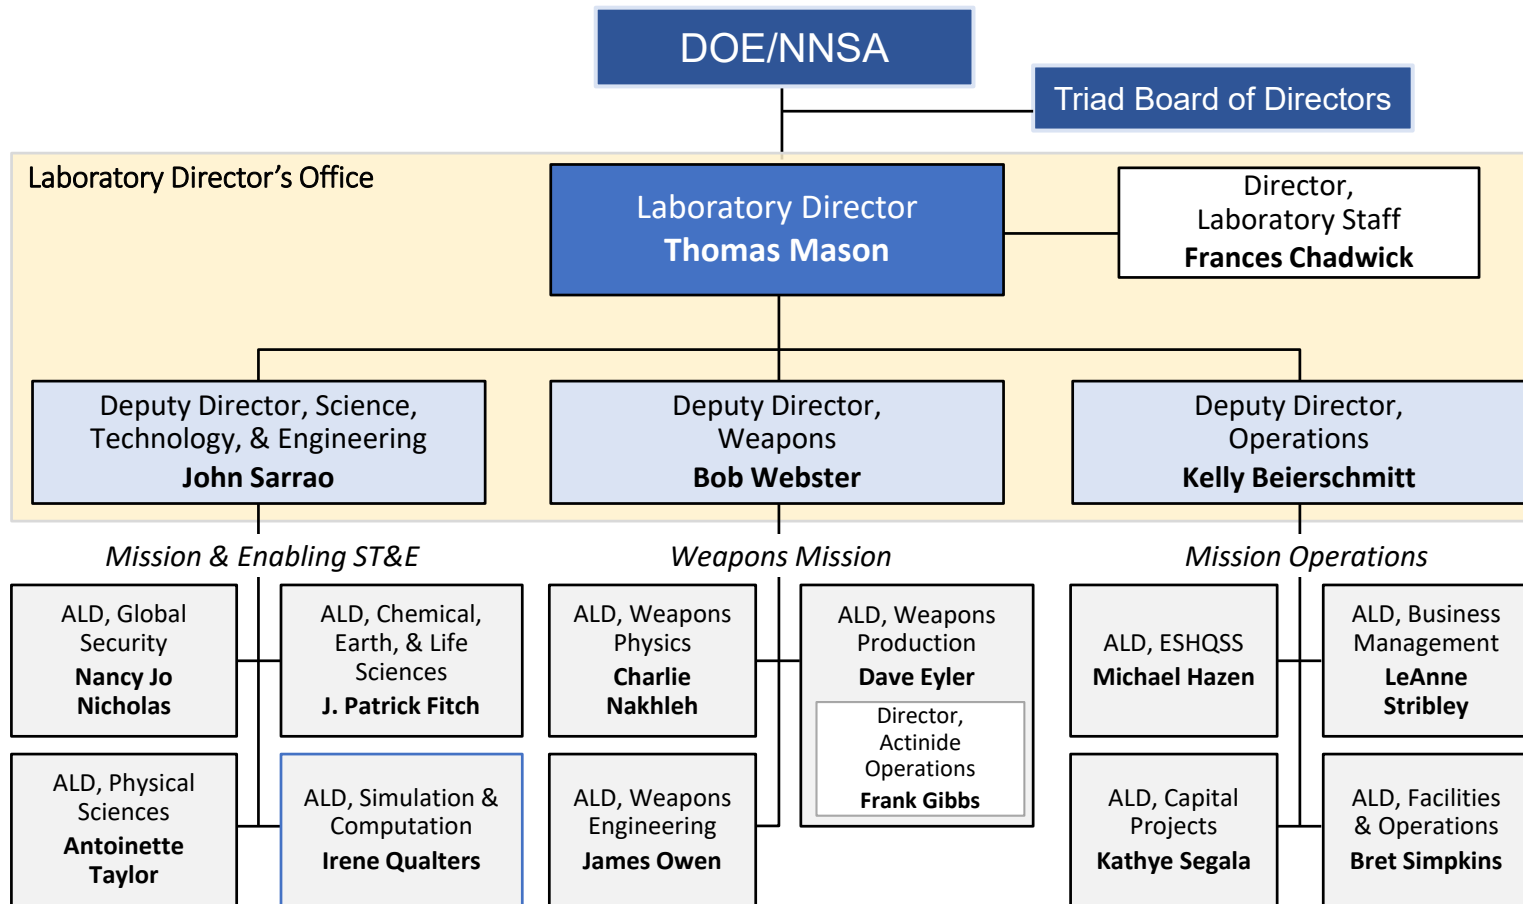 DOE/NNSA
Triad Board of Directors
Laboratory Director's Office
Laboratory Director
Thomas Mason
Director,
Laboratory Staff
Frances Chadwick
Deputy Director, Science,
Technology, & Engineering
John Sarrao
Deputy Director,
Weapons
Bob Webster
Deputy Director,
Operations
Kelly Beierschmitt
Mission & Enabling ST&E
Weapons Mission
Mission Operations
ALD, Global
Security
Nancy Jo
Nicholas
ALD, Chemical,
Earth, & Life
Sciences
J. Patrick Fitch
ALD, Weapons
Physics
Charlie
Nakhleh
ALD, Weapons
Production
Dave Eyler
Director,
Actinide
Operations
Frank Gibbs
ALD, ESHQSS
Michael Hazen
ALD, Business
Management
LeAnne
Stribley
ALD, Physical
Sciences
Antoinette
Taylor
ALD, Simulation &
Computation
Irene Qualters
ALD, Weapons
Engineering
James Owen
ALD, Capital
Projects
Kathye Segala
ALD, Facilities
& Operations
Bret Simpkins